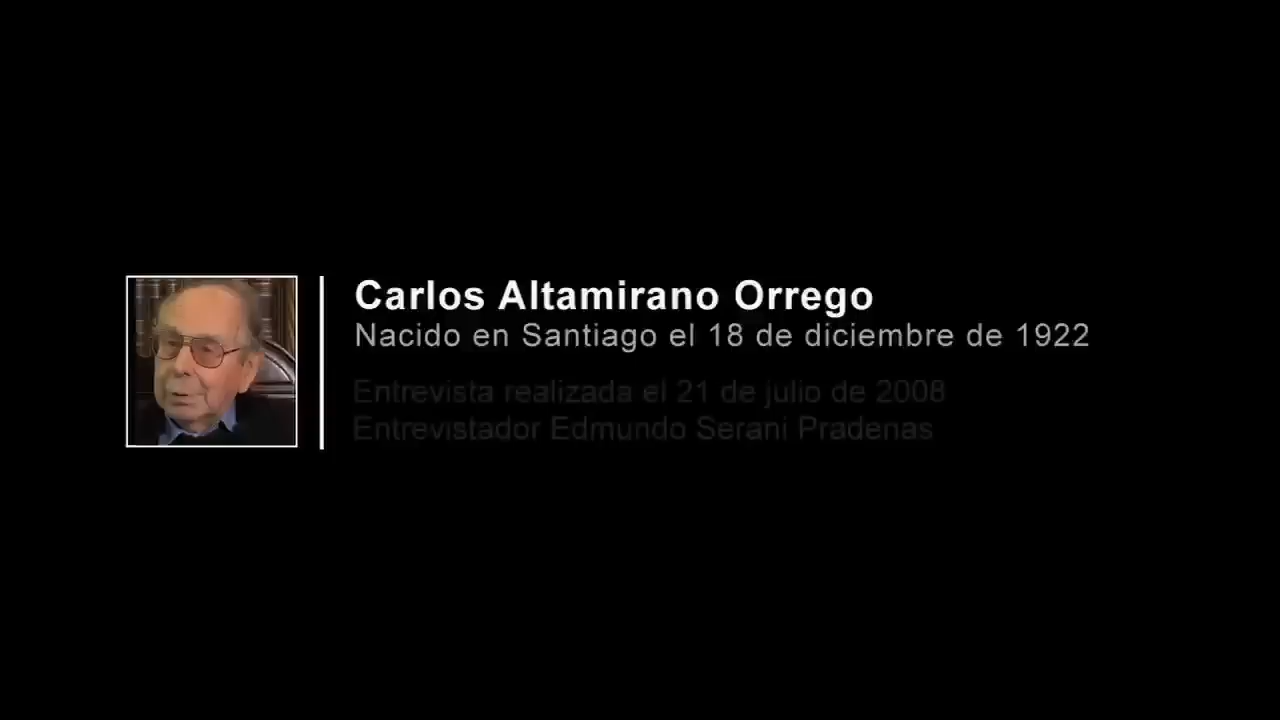 Carlos Altamirano Orrego
Nacido en Santiago el 18 de diciembre de 1922
Entrevista realizada el 21 de julio de 2008
Entrevistador Edmundo Serani Pradenas